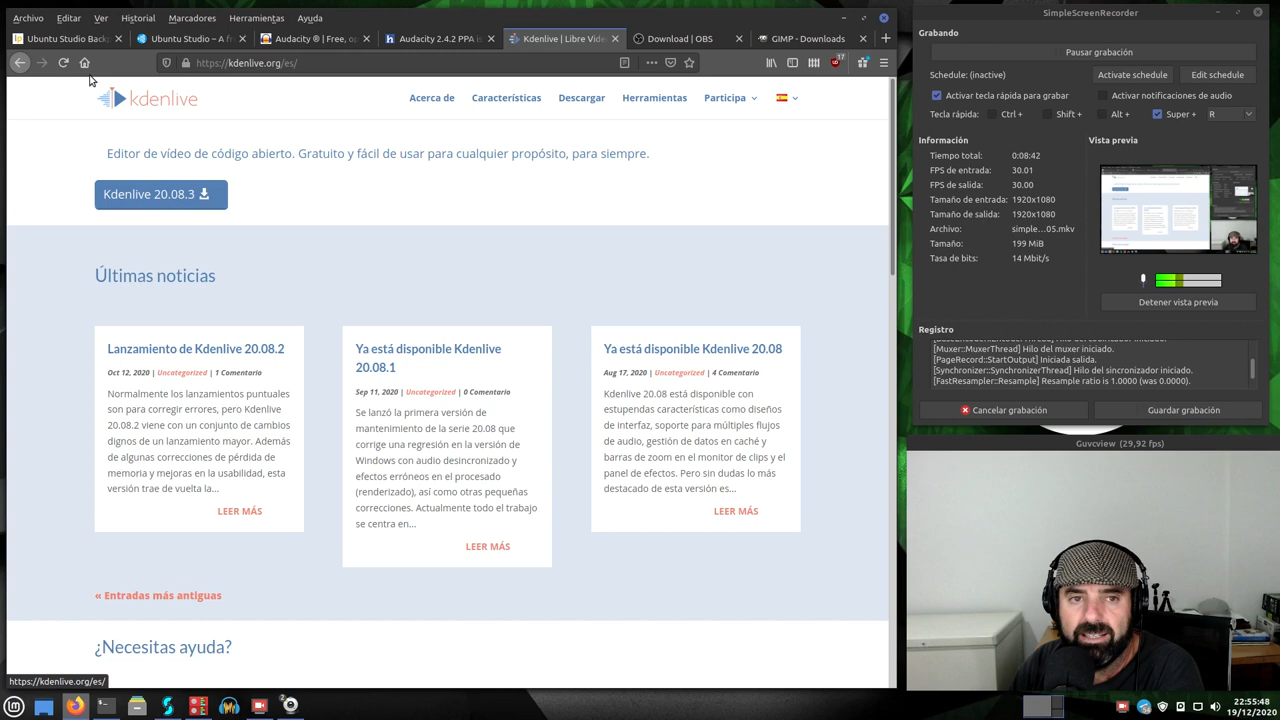 Archivo Editar Ver Historial Marcadores Herramientas Ayuda
Ubuntu Studio Backp
Ubuntu Studio – A fr
Audacity ® | Free, op
Audacity 2.4.2 PPA is
Kdenlive | Libre Vide
Download | OBS
GIMP - Downloads
https://kdenlive.org/es/
17
kdenlive
Acerca de Características Descargar Herramientas Participa
Editor de vídeo de código abierto. Gratuito y fácil de usar para cualquier propósito, para siempre.
Kdenlive 20.08.3
Últimas noticias
Lanzamiento de Kdenlive 20.08.2
Oct 12, 2020 | Uncategorized | 1 Comentario
Normalmente los lanzamientos puntuales
son para corregir errores, pero Kdenlive
20.08.2 viene con un conjunto de cambios
dignos de un lanzamiento mayor. Además
de algunas correcciones de pérdida de
memoria y mejoras en la usabilidad, esta
versión trae de vuelta la...
LEER MÁS
Ya está disponible Kdenlive
20.08.1
Sep 11, 2020 | Uncategorized | 0 Comentario
Se lanzó la primera versión de
mantenimiento de la serie 20.08 que
corrige una regresión en la versión de
Windows con audio desincronizado y
efectos erróneos en el procesado
(renderizado), así como otras pequeñas
correcciones. Actualmente todo el trabajo
se centra en...
LEER MÁS
Ya está disponible Kdenlive 20.08
Aug 17, 2020 | Uncategorized | 4 Comentario
Kdenlive 20.08 está disponible con
estupendas características como diseños
de interfaz, soporte para múltiples flujos
de audio, gestión de datos en caché y
barras de zoom en el monitor de clips y el
panel de efectos. Pero sin dudas lo más
destacado de esta versión es...
LEER MÁS
« Entradas más antiguas
¿Necesitas ayuda?
https://kdenlive.org/es/
SimpleScreenRecorder
Grabando
Pausar grabación
Schedule: (inactive)
Activate schedule
Edit schedule
Activar tecla rápida para grabar
Activar notificaciones de audio
Tecla rápida: Ctrl + Shift + Alt + Super + R
Información
Tiempo total: 0:08:42
FPS de entrada: 30.01
FPS de salida: 30.00
Tamaño de entrada: 1920x1080
Tamaño de salida: 1920x1080
Archivo: simple....05.mkv
Tamaño: 199 MiB
Tasa de bits: 14 Mbit/s
Vista previa
Detener vista previa
Registro
[Muxer::MuxerThread] Hilo del muxer iniciado.
[PageRecord::StartOutput] Iniciada salida.
[Synchronizer::SynchronizerThread] Hilo del sincronizador iniciado.
[FastResampler::Resample] Resample ratio is 1.0000 (was 0.0000).
Cancelar grabación
Guardar grabación
Guvcview (29,92 fps)
22:55:48
19/12/2020